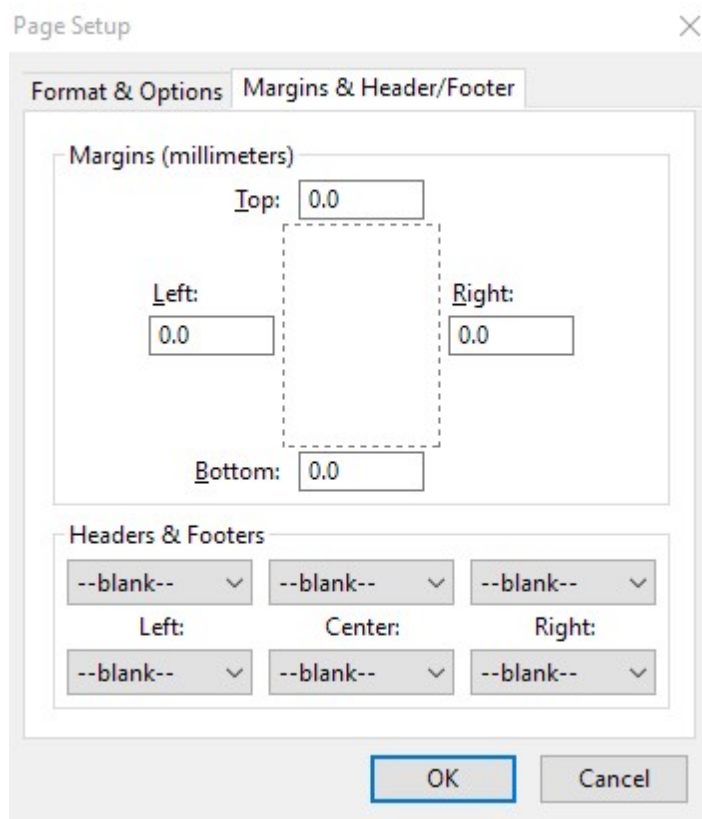 Page Setup
Format & Options Margins & Header/Footer
Margins (millimeters)
Top: 0.0
Left: Right:
0.0 0.0
Bottom: 0.0
Headers & Footers
--blank-- --blank-- --blank--
Left: Center: Right:
--blank-- --blank-- --blank--
OK Cancel